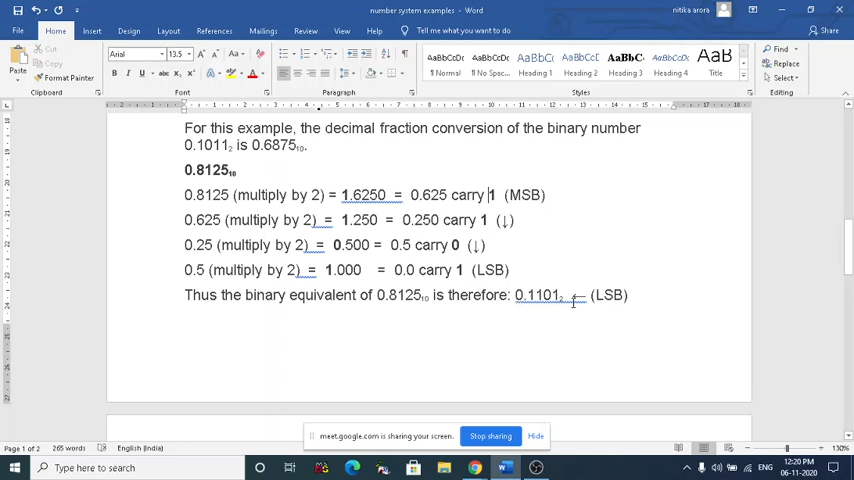 number system examples - Word
nitika arora
File Home Insert Design Layout References Mailings Review View Help Tell me what you want to do Share
Paste Cut Copy Format Painter Clipboard
Arial 13.5 Font
Paragraph
AaBbCcDc AaBbCcDc AaBbCc AaBbCcD AaBbCcI AaBbCcD AaB
¶ Normal ¶ No Spac... Heading 1 Heading 2 Heading 3 Heading 4 Title
Styles
Find Replace Select Editing
For this example, the decimal fraction conversion of the binary number
0.1011₂ is 0.6875₁₀.
0.8125₁₀
0.8125 (multiply by 2) = 1.6250 = 0.625 carry 1 (MSB)
0.625 (multiply by 2) = 1.250 = 0.250 carry 1 (↓)
0.25 (multiply by 2) = 0.500 = 0.5 carry 0 (↓)
0.5 (multiply by 2) = 1.000 = 0.0 carry 1 (LSB)
Thus the binary equivalent of 0.8125₁₀ is therefore: 0.1101₂ ← (LSB)
meet.google.com is sharing your screen. Stop sharing Hide
Page 1 of 2 265 words English (India) 130%
Type here to search ENG 12:20 PM
06-11-2020